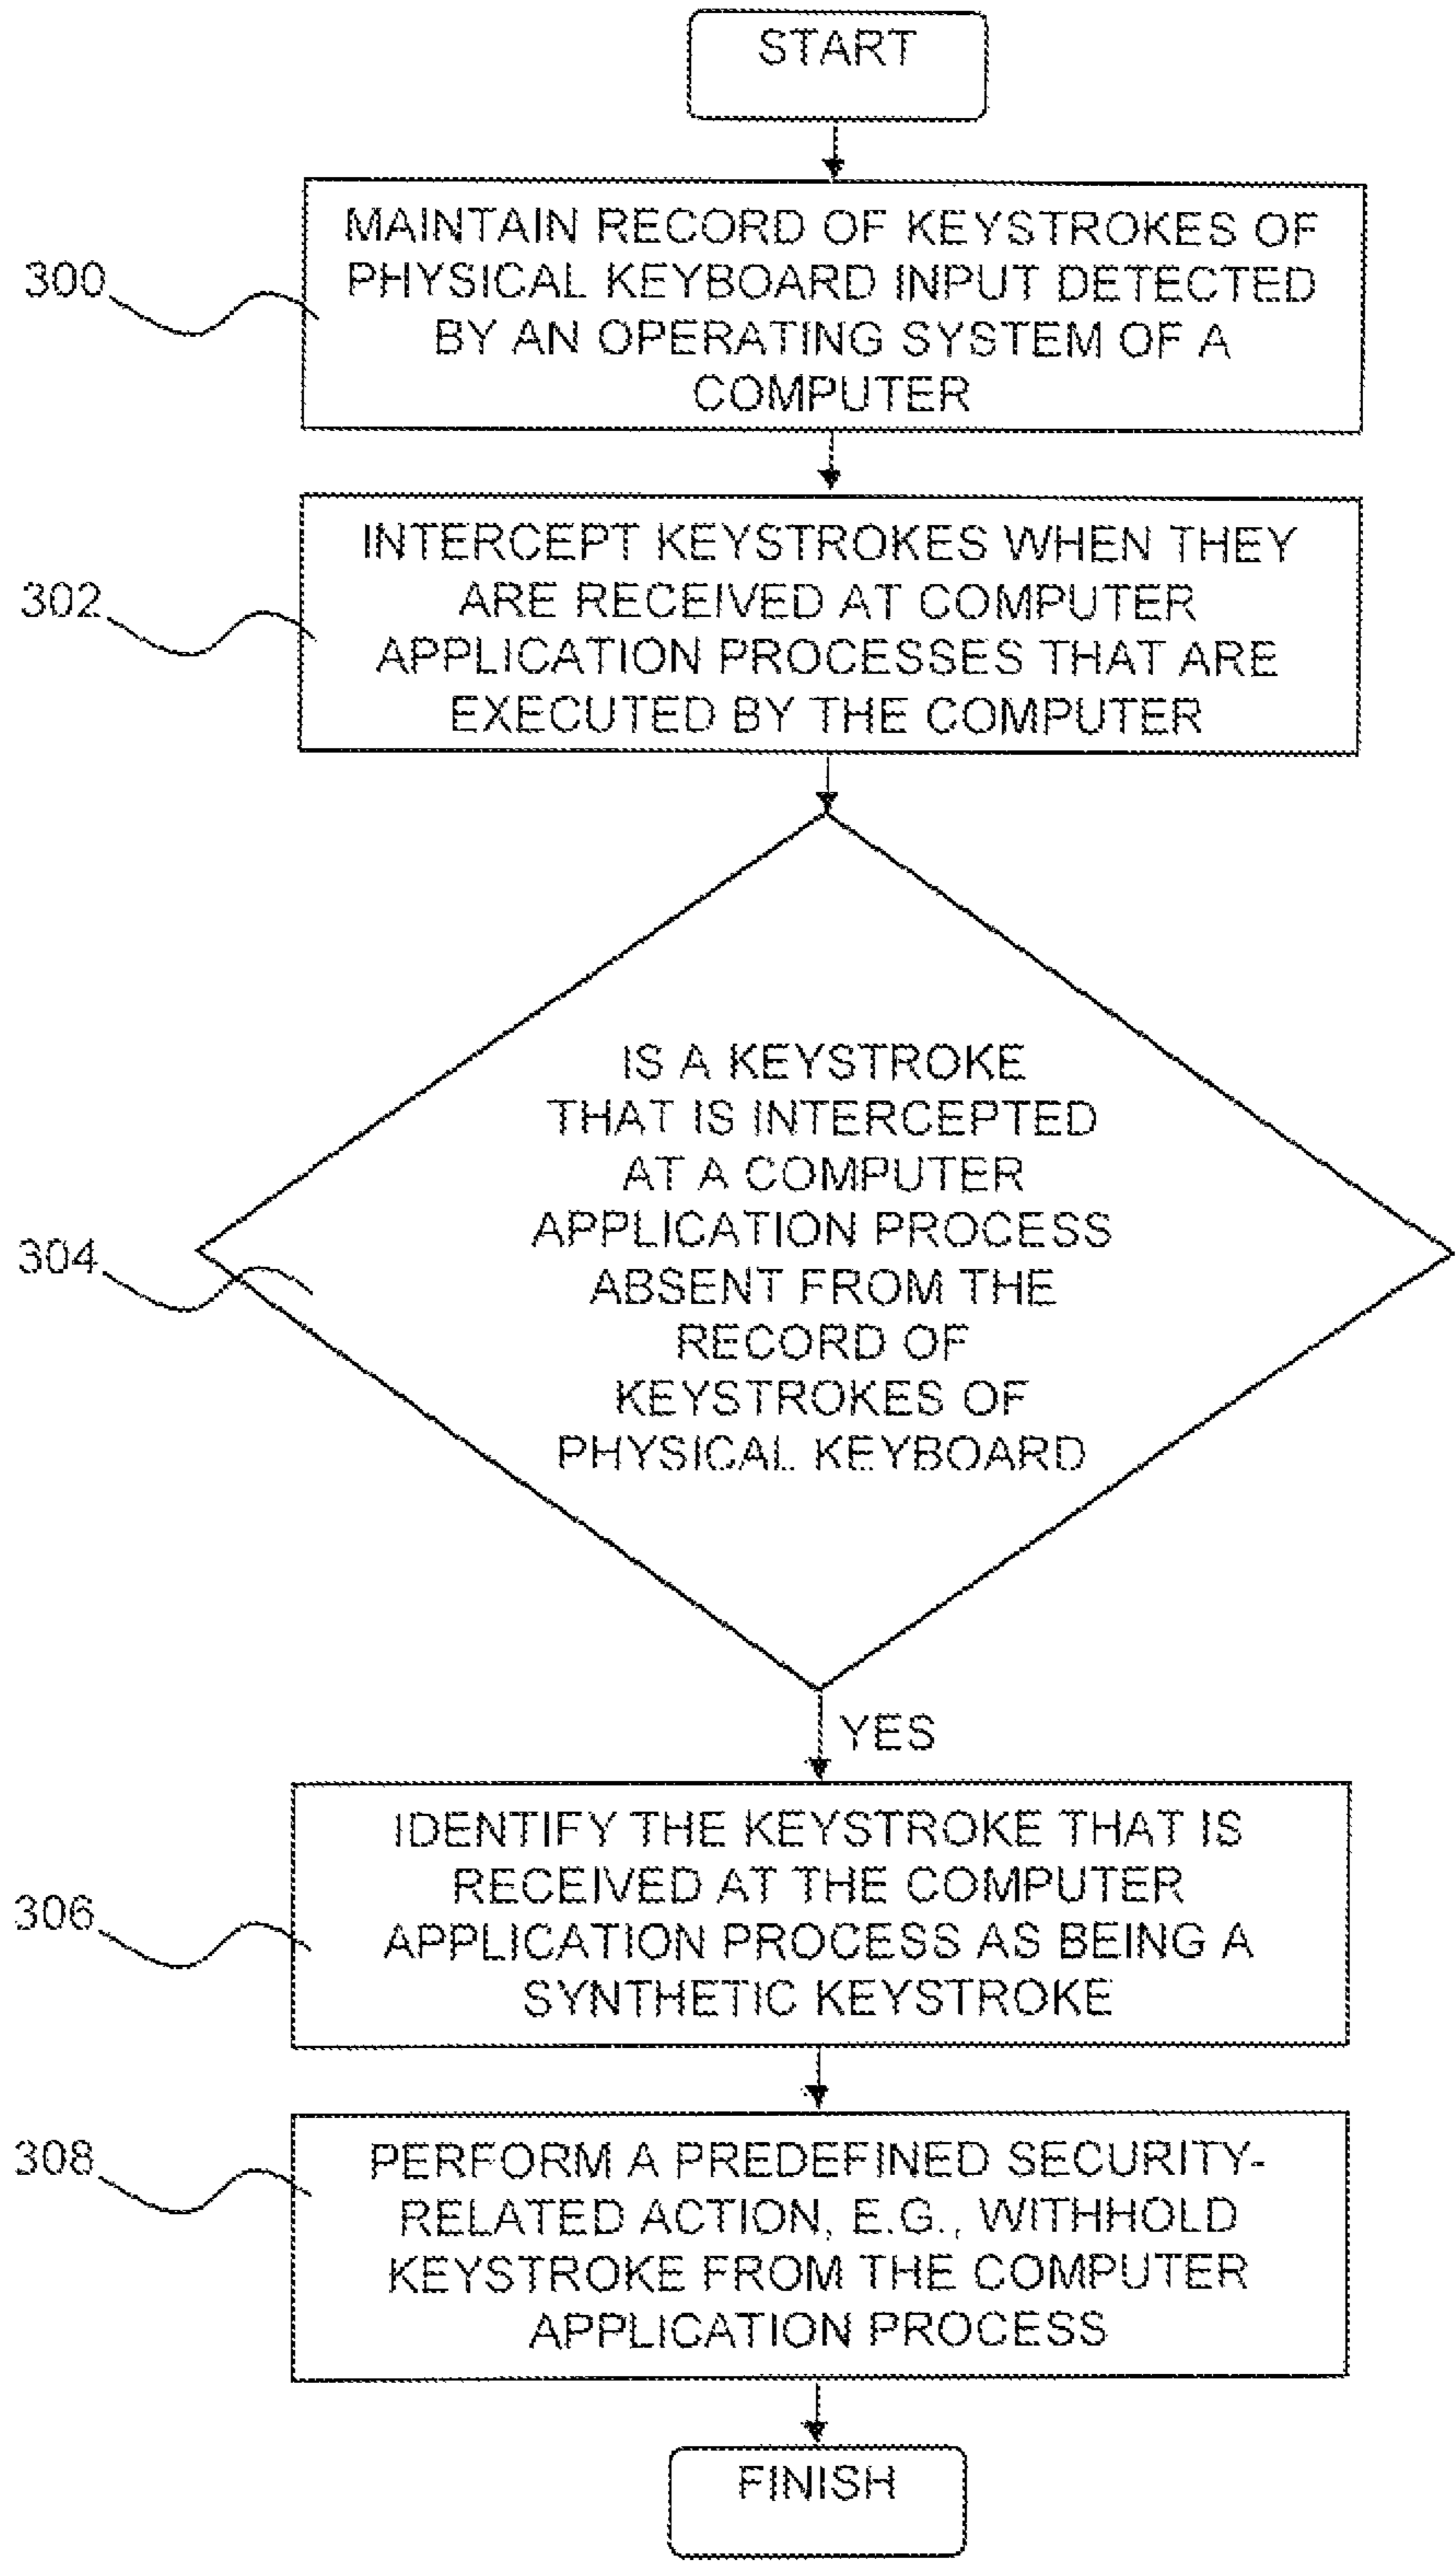 START
300
MAINTAIN RECORD OF KEYSTROKES OF
PHYSICAL KEYBOARD INPUT DETECTED
BY AN OPERATING SYSTEM OF A
COMPUTER
302
INTERCEPT KEYSTROKES WHEN THEY
ARE RECEIVED AT COMPUTER
APPLICATION PROCESSES THAT ARE
EXECUTED BY THE COMPUTER
304
IS A KEYSTROKE
THAT IS INTERCEPTED
AT A COMPUTER
APPLICATION PROCESS
ABSENT FROM THE
RECORD OF
KEYSTROKES OF
PHYSICAL KEYBOARD
YES
306
IDENTIFY THE KEYSTROKE THAT IS
RECEIVED AT THE COMPUTER
APPLICATION PROCESS AS BEING A
SYNTHETIC KEYSTROKE
308
PERFORM A PREDEFINED SECURITY-
RELATED ACTION, E.G., WITHHOLD
KEYSTROKE FROM THE COMPUTER
APPLICATION PROCESS
FINISH